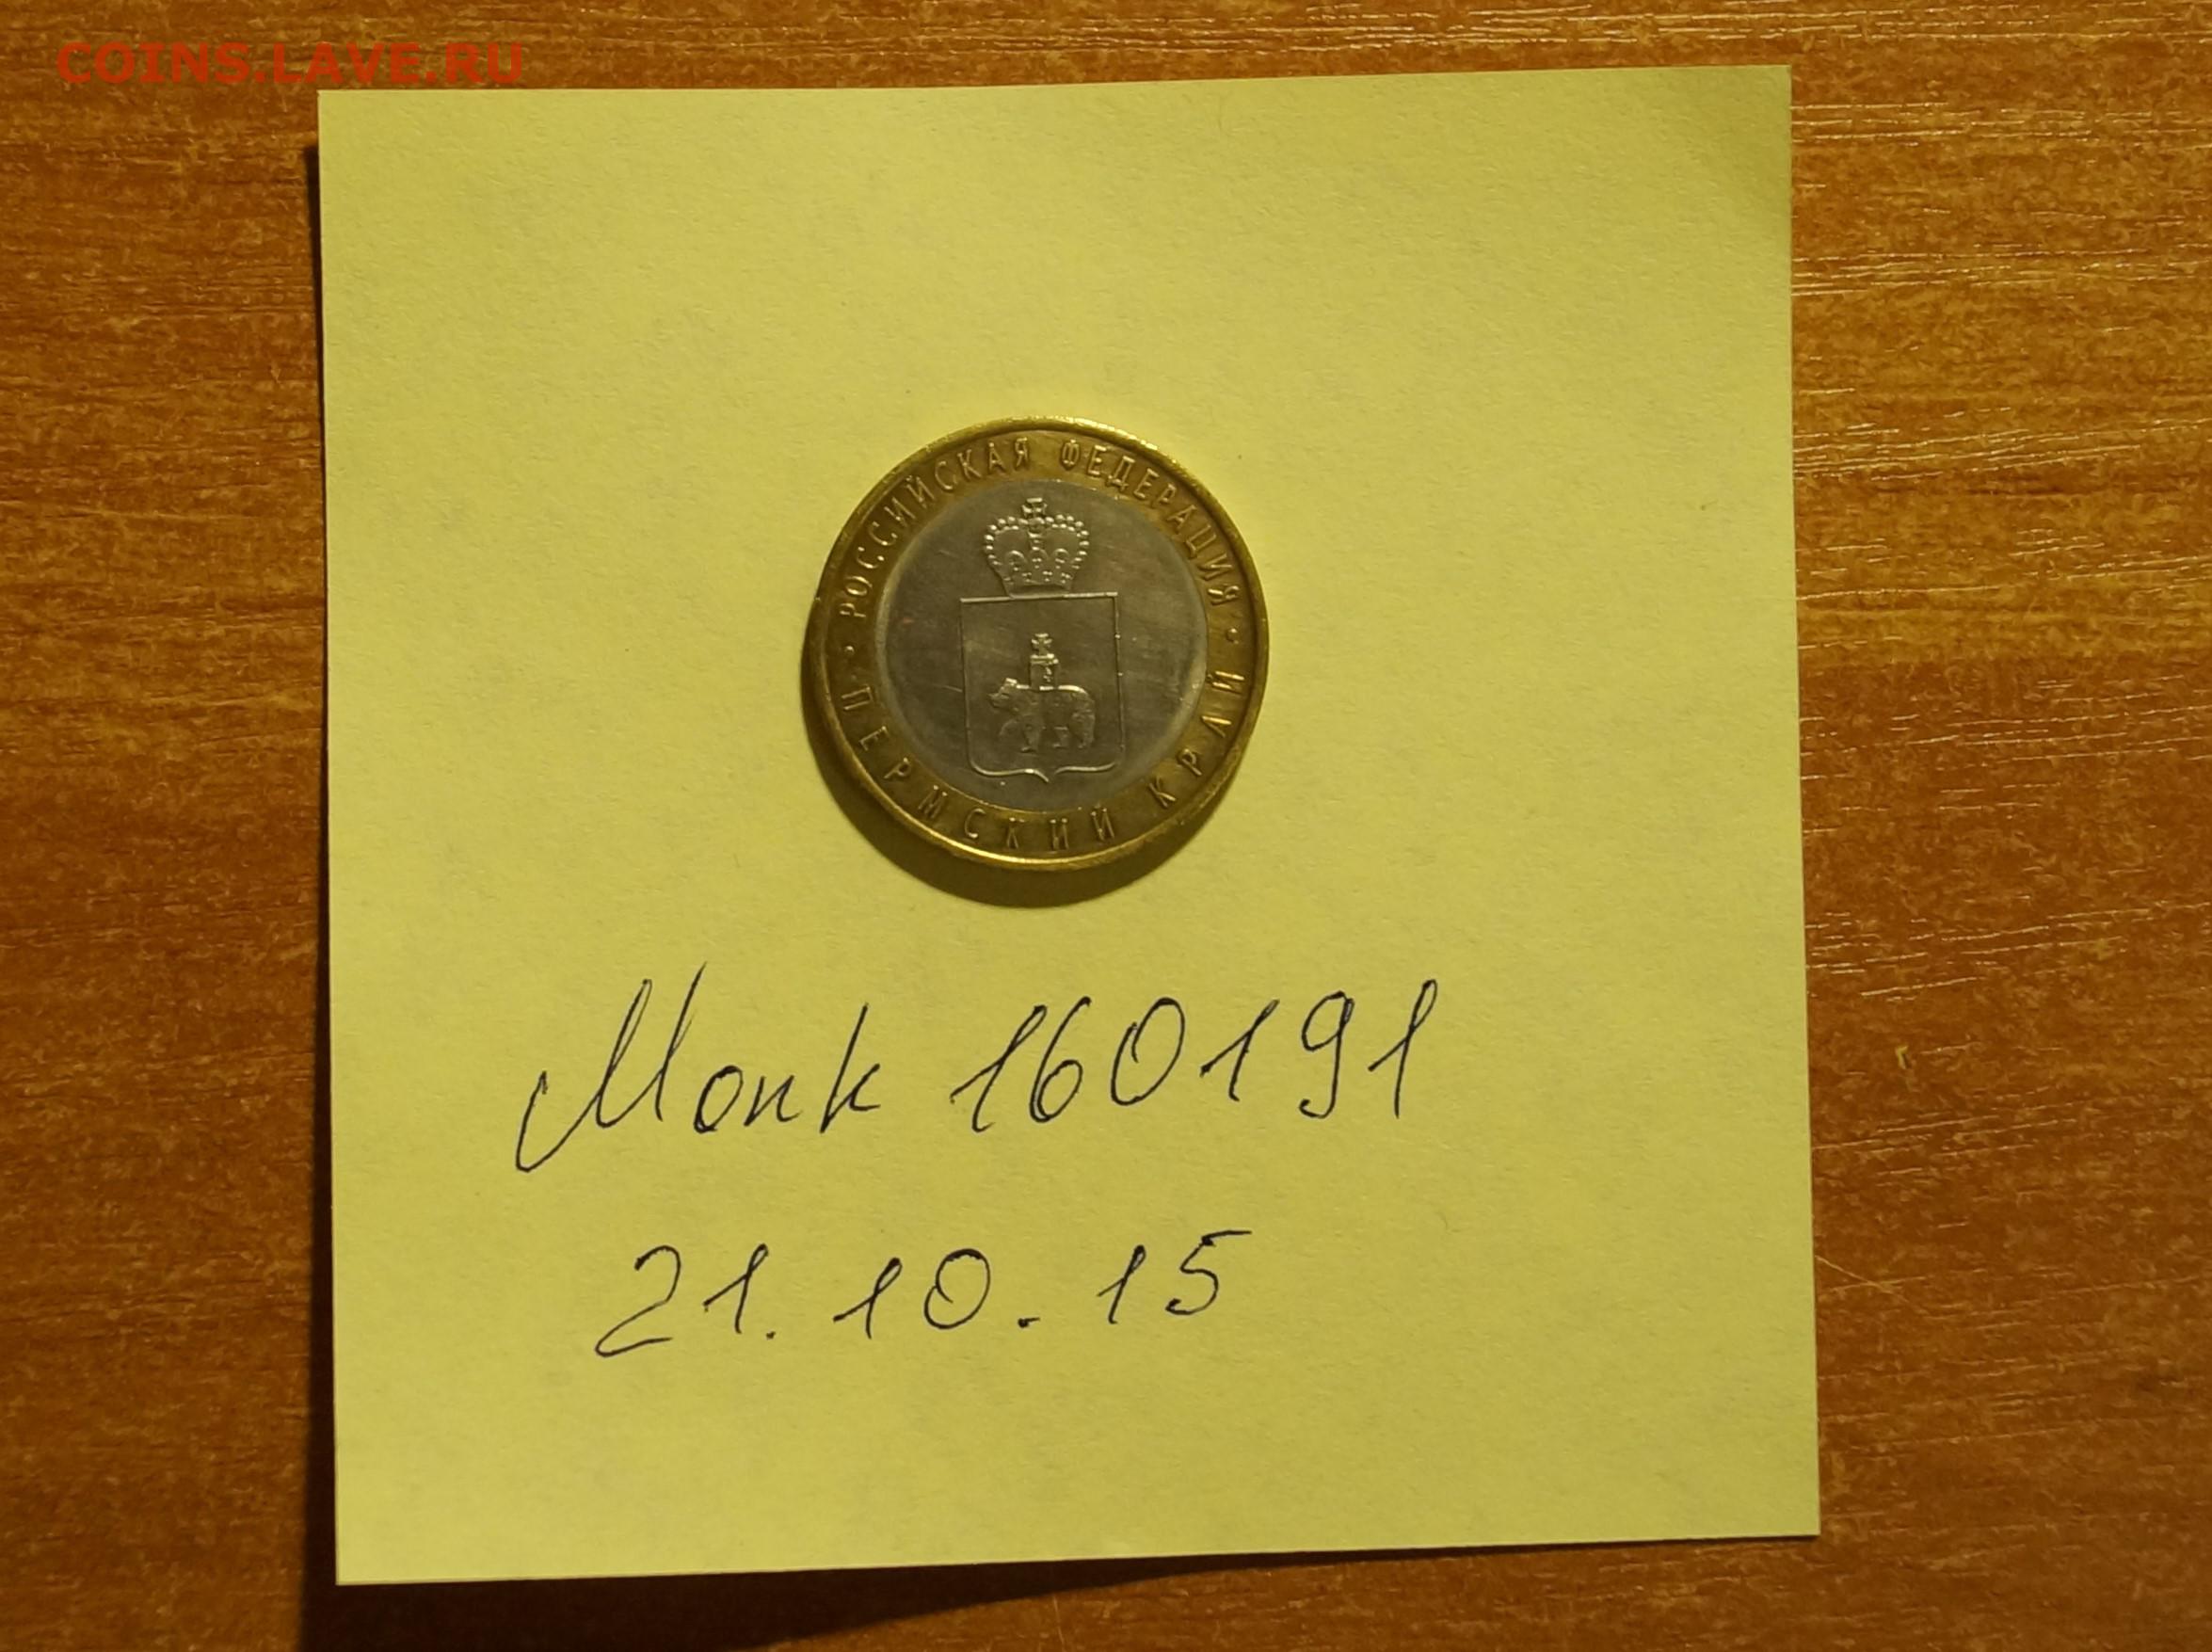 COINS.LAVE.RU
• РОССИЙСКАЯ ФЕДЕРАЦИЯ •
ПЕРМСКИЙ КРАЙ
Monk 160191
21.10.15